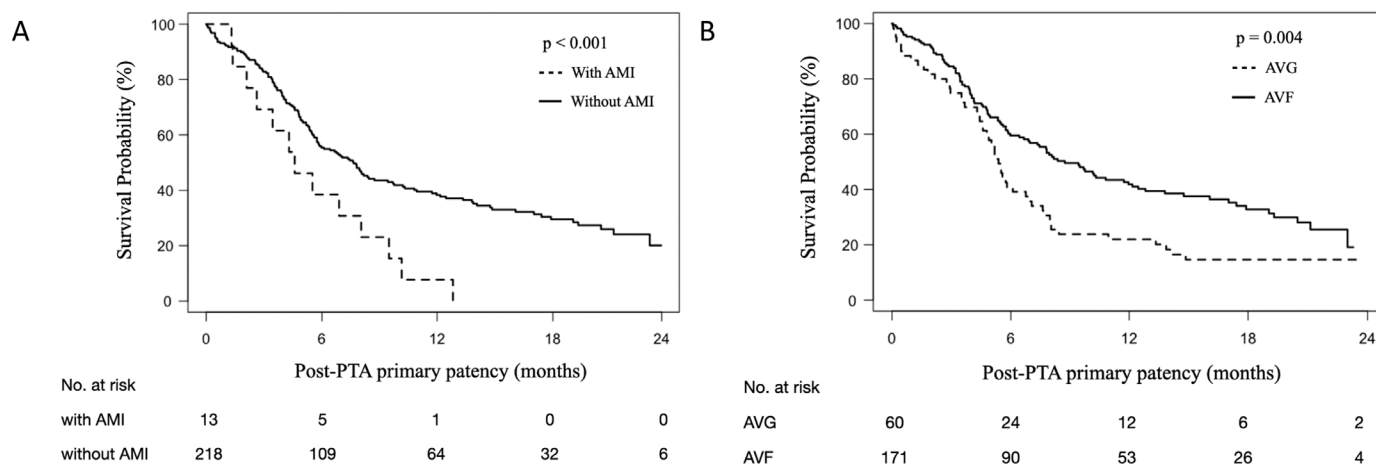 A
Survival Probability (%)
100
80
60
40
20
0
p < 0.001
With AMI
Without AMI
0 6 12 18 24
Post-PTA primary patency (months)
No. at risk
with AMI 13 5 1 0 0
without AMI 218 109 64 32 6
B
Survival Probability (%)
100
80
60
40
20
0
p = 0.004
AVG
AVF
0 6 12 18 24
Post-PTA primary patency (months)
No. at risk
AVG 60 24 12 6 2
AVF 171 90 53 26 4